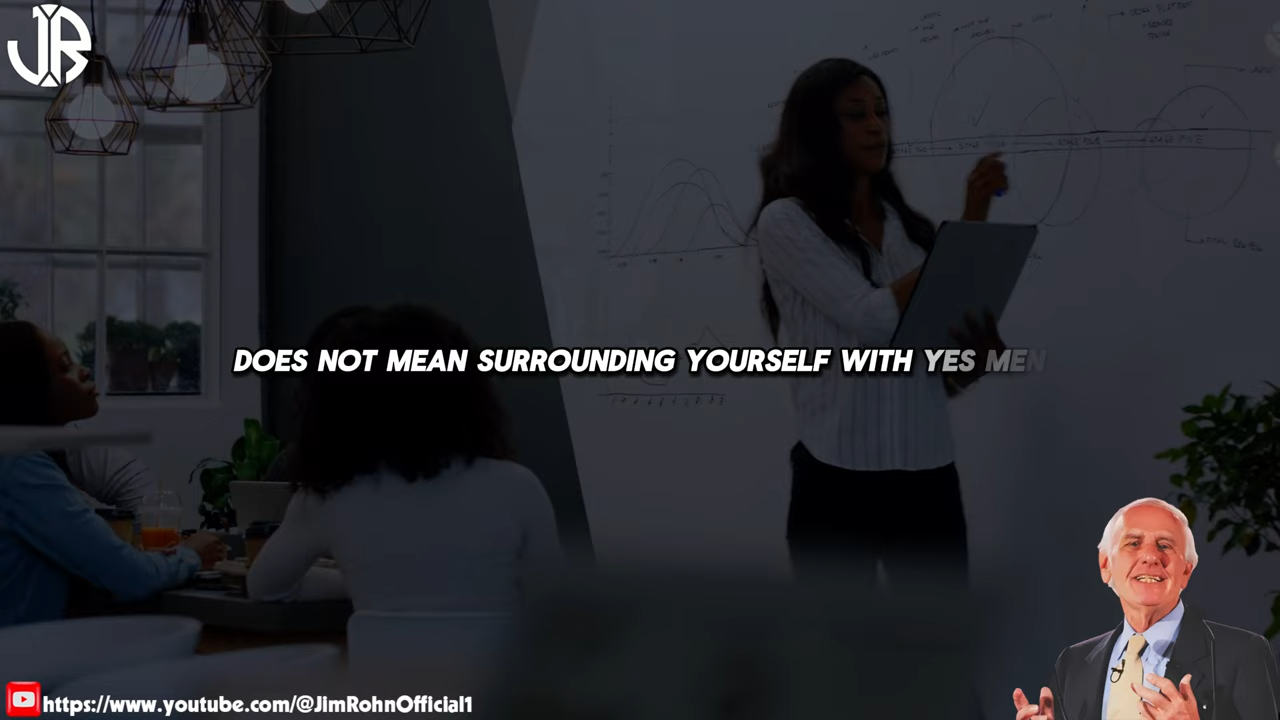 JR
DOES NOT MEAN SURROUNDING YOURSELF WITH YES MEN
https://www.youtube.com/@JimRohnOfficial1